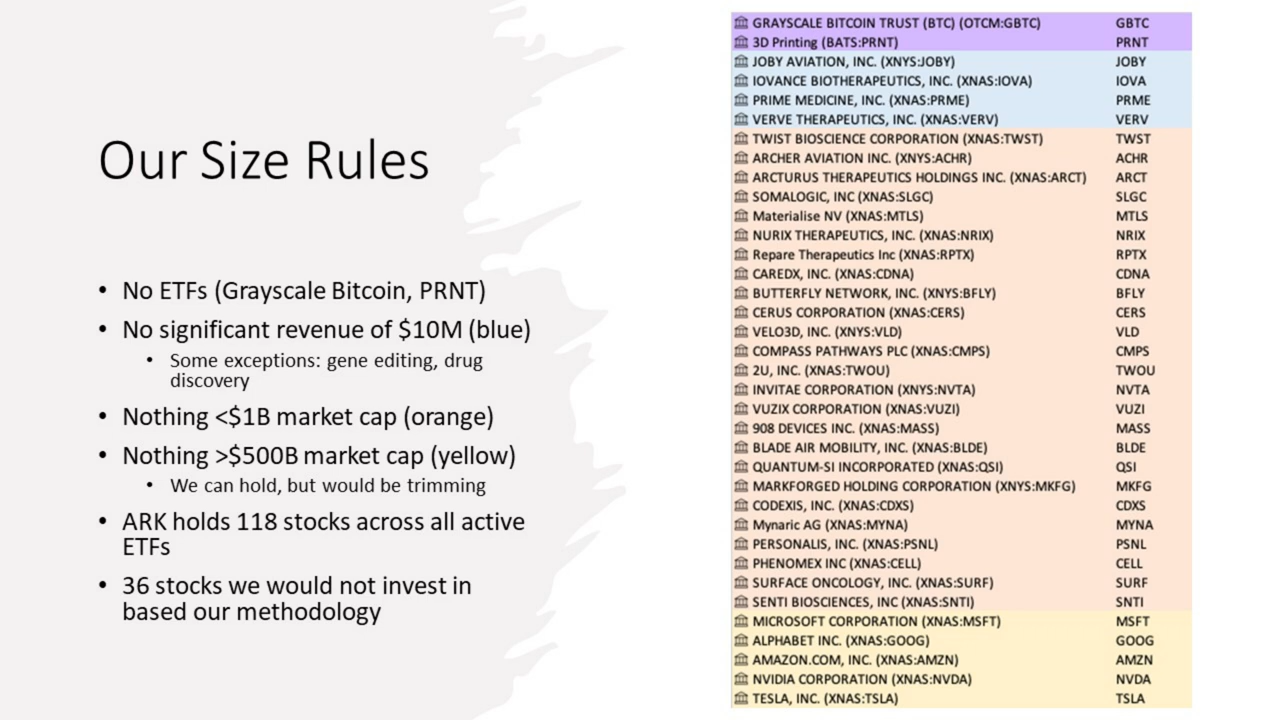 Our Size Rules
• No ETFs (Grayscale Bitcoin, PRNT)
• No significant revenue of $10M (blue)
• Some exceptions: gene editing, drug
discovery
• Nothing <$1B market cap (orange)
• Nothing >$500B market cap (yellow)
• We can hold, but would be trimming
• ARK holds 118 stocks across all active
ETFs
• 36 stocks we would not invest in
based our methodology
GRAYSCALE BITCOIN TRUST (BTC) (OTCM:GBTC) GBTC
3D Printing (BATS:PRNT) PRNT
JOBY AVIATION, INC. (XNYS:JOBY) JOBY
IOVANCE BIOTHERAPEUTICS, INC. (XNAS:IOVA) IOVA
PRIME MEDICINE, INC. (XNAS:PRME) PRME
VERVE THERAPEUTICS, INC. (XNAS:VERV) VERV
TWIST BIOSCIENCE CORPORATION (XNAS:TWST) TWST
ARCHER AVIATION INC. (XNYS:ACHR) ACHR
ARCTURUS THERAPEUTICS HOLDINGS INC. (XNAS:ARCT) ARCT
SOMALOGIC, INC (XNAS:SLGC) SLGC
Materialise NV (XNAS:MTLS) MTLS
NURIX THERAPEUTICS, INC. (XNAS:NRIX) NRIX
Repare Therapeutics Inc (XNAS:RPTX) RPTX
CAREDX, INC. (XNAS:CDNA) CDNA
BUTTERFLY NETWORK, INC. (XNYS:BFLY) BFLY
CERUS CORPORATION (XNAS:CERS) CERS
VELO3D, INC. (XNYS:VLD) VLD
COMPASS PATHWAYS PLC (XNAS:CMPS) CMPS
2U, INC. (XNAS:TWOU) TWOU
INVITAE CORPORATION (XNYS:NVTA) NVTA
VUZIX CORPORATION (XNAS:VUZI) VUZI
908 DEVICES INC. (XNAS:MASS) MASS
BLADE AIR MOBILITY, INC. (XNAS:BLDE) BLDE
QUANTUM-SI INCORPORATED (XNAS:QSI) QSI
MARKFORGED HOLDING CORPORATION (XNYS:MKFG) MKFG
CODEXIS, INC. (XNAS:CDXS) CDXS
Mynaric AG (XNAS:MYNA) MYNA
PERSONALIS, INC. (XNAS:PSNL) PSNL
PHENOMEX INC (XNAS:CELL) CELL
SURFACE ONCOLOGY, INC. (XNAS:SURF) SURF
SENTI BIOSCIENCES, INC (XNAS:SNTI) SNTI
MICROSOFT CORPORATION (XNAS:MSFT) MSFT
ALPHABET INC. (XNAS:GOOG) GOOG
AMAZON.COM, INC. (XNAS:AMZN) AMZN
NVIDIA CORPORATION (XNAS:NVDA) NVDA
TESLA, INC. (XNAS:TSLA) TSLA